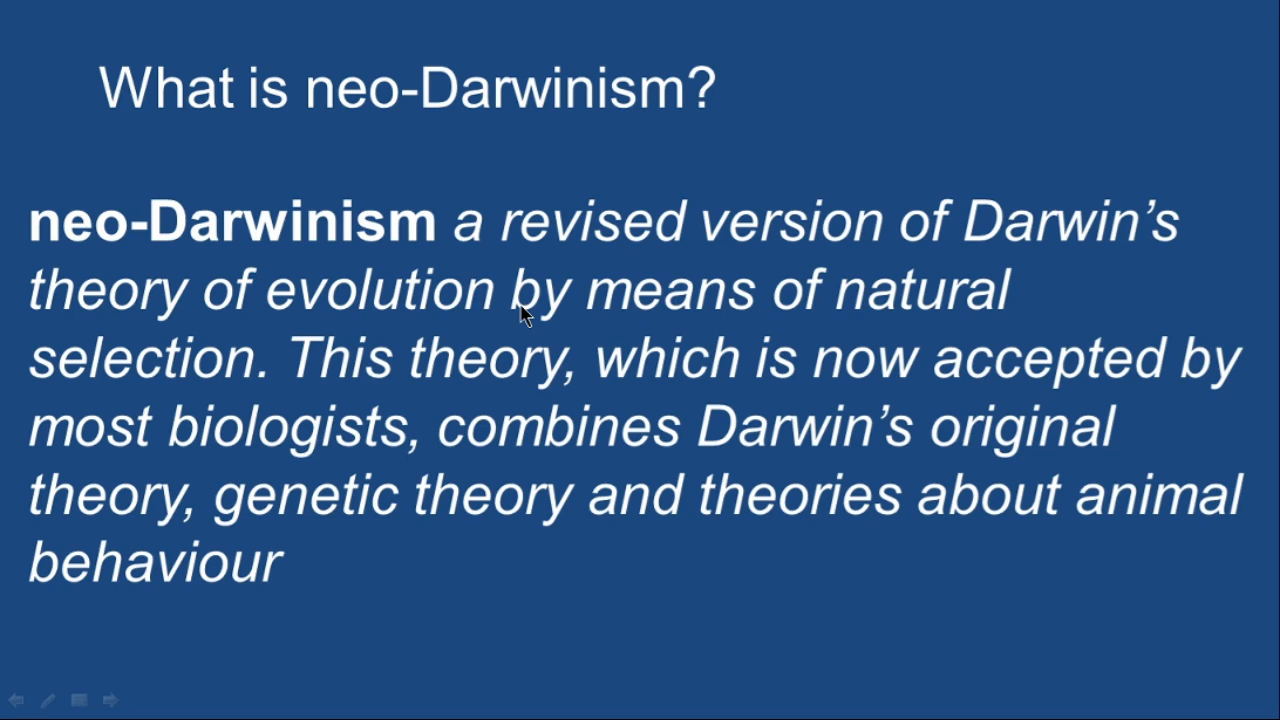 What is neo-Darwinism?
neo-Darwinism a revised version of Darwin’s
theory of evolution by means of natural
selection. This theory, which is now accepted by
most biologists, combines Darwin’s original
theory, genetic theory and theories about animal
behaviour